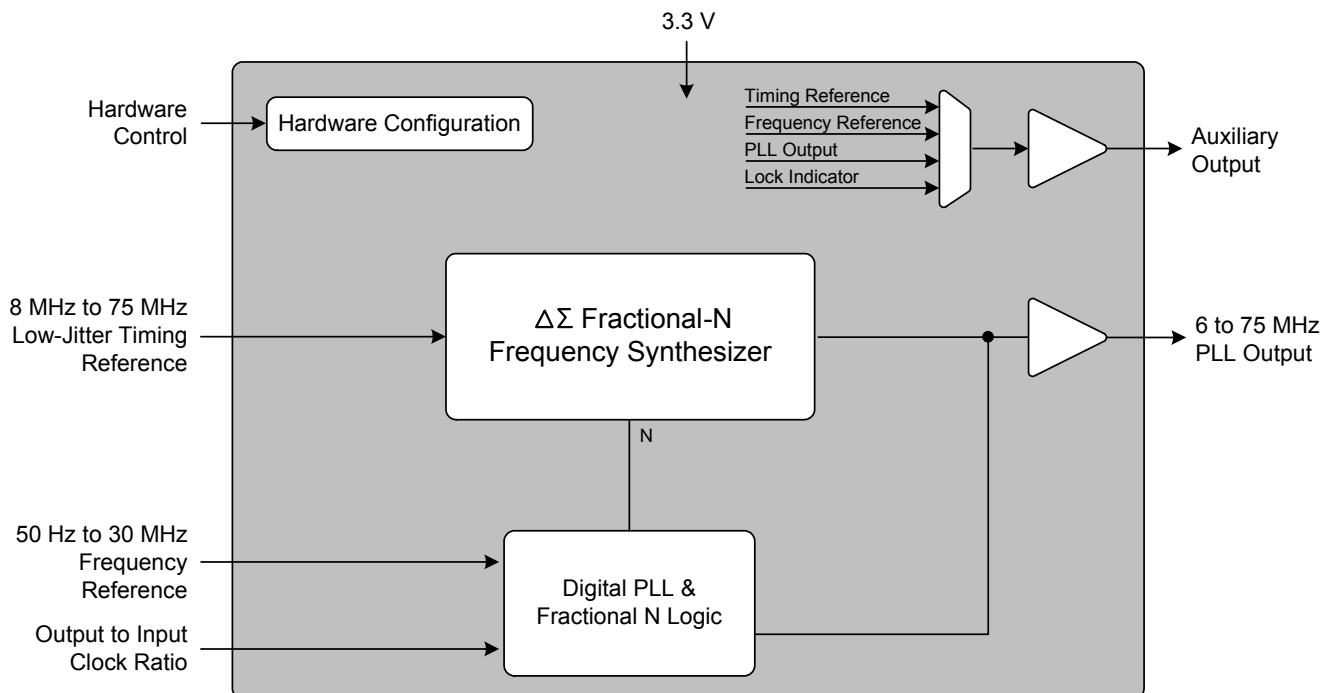 3.3 V
Hardware
Control
Hardware Configuration
Timing Reference
Frequency Reference
PLL Output
Lock Indicator
Auxiliary
Output
8 MHz to 75 MHz
Low-Jitter Timing
Reference
ΔΣ Fractional-N
Frequency Synthesizer
6 to 75 MHz
PLL Output
N
50 Hz to 30 MHz
Frequency
Reference
Digital PLL &
Fractional N Logic
Output to Input
Clock Ratio